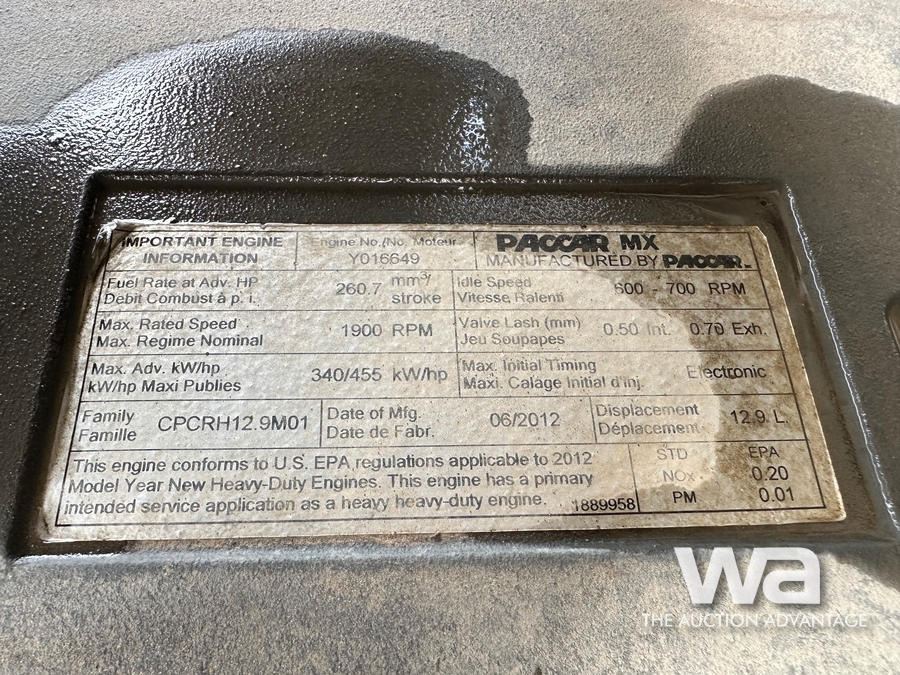 IMPORTANT ENGINE
INFORMATION
Engine No./No. Moteur
Y016649
PACCAR MX
MANUFACTURED BY PACCAR INC
Fuel Rate at Adv. HP
Debit Combust à p. i.
260.7 mm3/
stroke
Idle Speed
Vitesse Ralenti
600 - 700 RPM
Max. Rated Speed
Max. Regime Nominal
1900 RPM
Valve Lash (mm)
Jeu Soupapes
0.50 Int. 0.70 Exh.
Max. Adv. kW/hp
kW/hp Maxi Publies
340/455 kW/hp
Max. Initial Timing
Maxi. Calage Initial d'inj.
Electronic
Family
Famille
CPCRH12.9M01
Date of Mfg.
Date de Fabr.
06/2012
Displacement
Déplacement
12.9 L.
This engine conforms to U.S. EPA regulations applicable to 2012
Model Year New Heavy-Duty Engines. This engine has a primary
intended service application as a heavy heavy-duty engine.
1889958
STD EPA
NOx 0.20
PM 0.01
wa
THE AUCTION ADVANTAGE